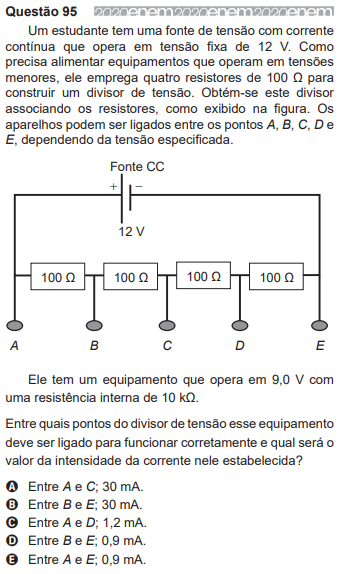 Questão 95 2020enem2020enem2020enem
Um estudante tem uma fonte de tensão com corrente
contínua que opera em tensão fixa de 12 V. Como
precisa alimentar equipamentos que operam em tensões
menores, ele emprega quatro resistores de 100 Ω para
construir um divisor de tensão. Obtém-se este divisor
associando os resistores, como exibido na figura. Os
aparelhos podem ser ligados entre os pontos A, B, C, D e
E, dependendo da tensão especificada.
Fonte CC
+ −
12 V
100 Ω 100 Ω 100 Ω 100 Ω
A B C D E
Ele tem um equipamento que opera em 9,0 V com
uma resistência interna de 10 kΩ.
Entre quais pontos do divisor de tensão esse equipamento
deve ser ligado para funcionar corretamente e qual será o
valor da intensidade da corrente nele estabelecida?
A Entre A e C; 30 mA.
B Entre B e E; 30 mA.
C Entre A e D; 1,2 mA.
D Entre B e E; 0,9 mA.
E Entre A e E; 0,9 mA.